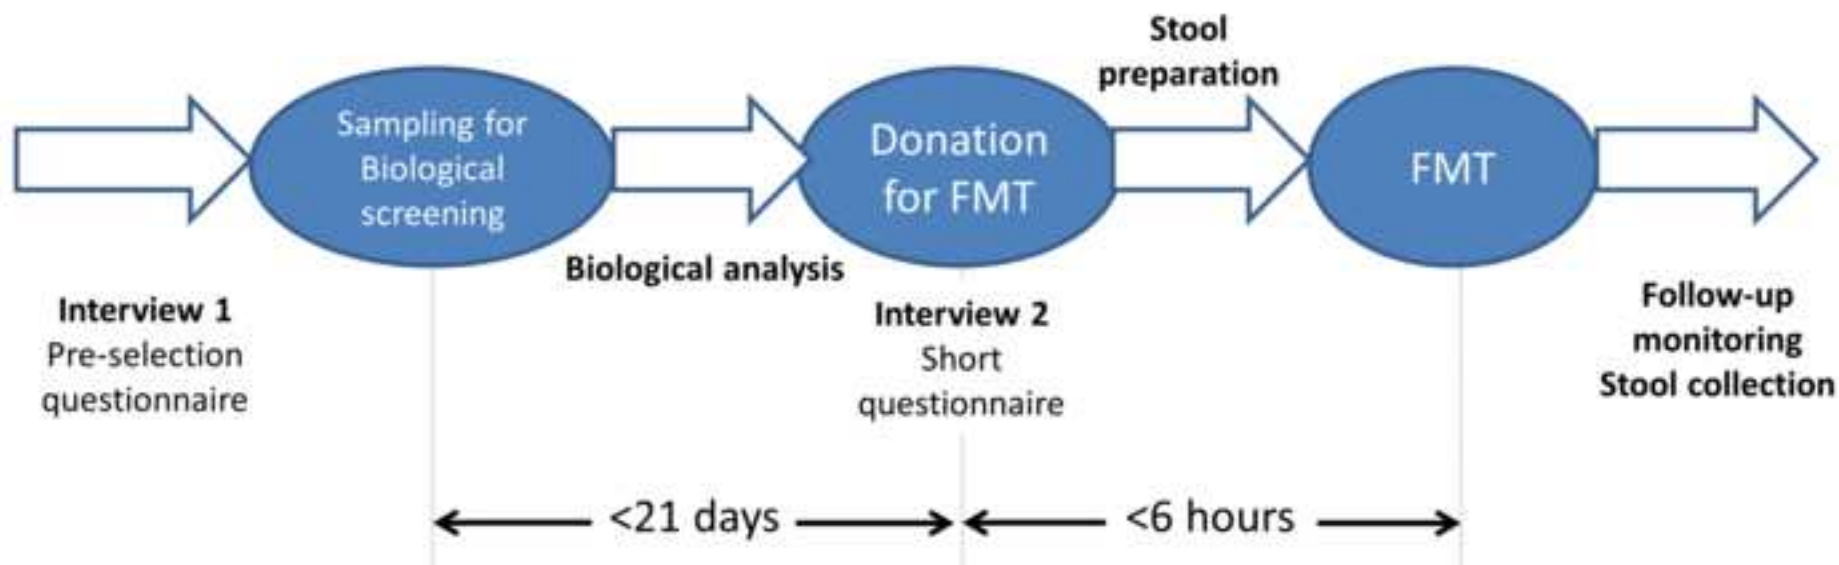 Stool
preparation
Sampling for
Biological
screening
Donation
for FMT
FMT
Biological analysis
Interview 1
Pre-selection
questionnaire
Interview 2
Short
questionnaire
Follow-up
monitoring
Stool collection
<21 days
<6 hours